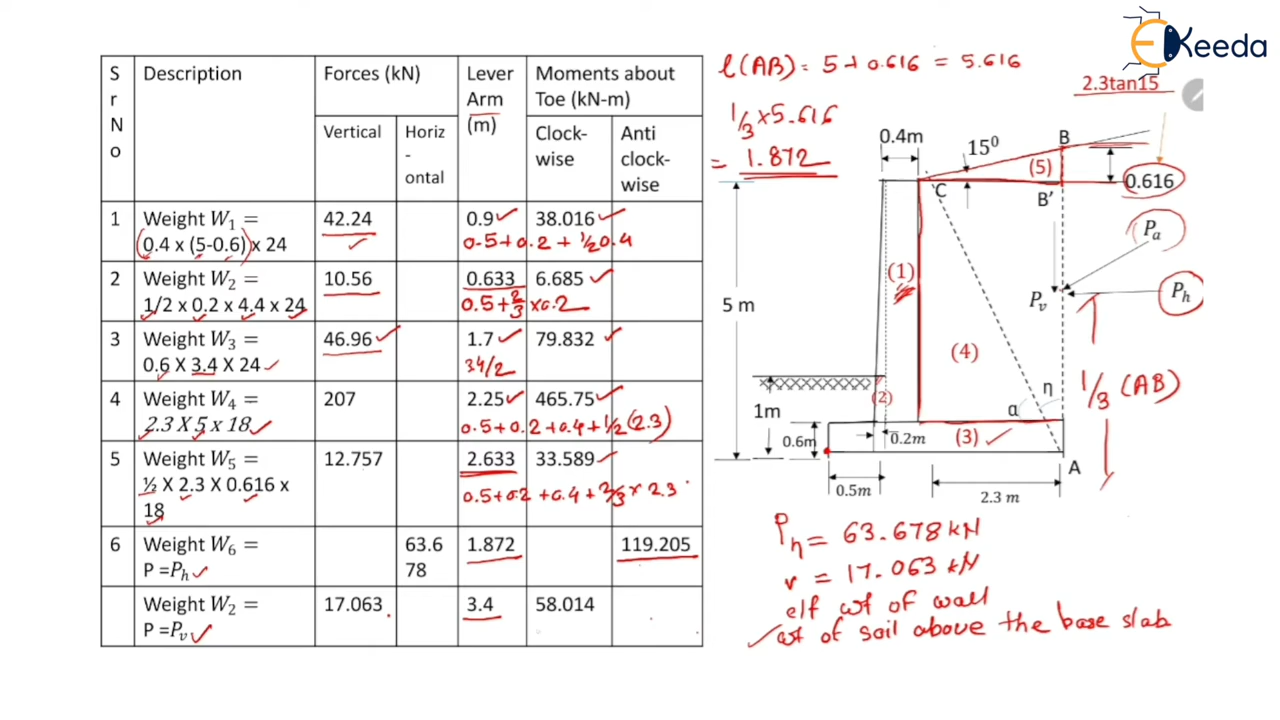 Keeda
S
r
N
o
Description
Forces (kN)
Lever
Arm
(m)
Moments about
Toe (kN-m)
Vertical
Horiz
-
ontal
Clock-
wise
Anti
clock-
wise
1
Weight W1 =
0.4 x (5-0.6) x 24
42.24
0.9
38.016
0.5+0.2 + 1/2 0.4
2
Weight W2 =
1/2 x 0.2 x 4.4 x 24
10.56
0.633
6.685
0.5+2/3 x0.2
3
Weight W3 =
0.6 X 3.4 X 24
46.96
1.7
79.832
3.4/2
4
Weight W4 =
2.3 X 5 x 18
207
2.25
465.75
0.5+0.2+0.4+1/2(2.3)
5
Weight W5 =
½ X 2.3 X 0.616 x
18
12.757
2.633
33.589
0.5+0.2 +0.4+2/3 x 2.3
6
Weight W6 =
P =Ph
63.6
78
1.872
119.205
Weight W2 =
P =Pv
17.063
3.4
58.014
l(AB) = 5+0.616 = 5.616
1/3 x 5.616
= 1.872
2.3tan15
0.4m
15⁰
B
(5)
0.616
C
B'
Pa
(1)
Ph
Pv
5 m
(4)
1/3 (AB)
(2)
α
η
1m
0.6m
0.2m
(3)
A
0.5m
2.3 m
Ph = 63.678 kN
v = 17.063 kN
elf wt of wall
wt of soil above the base slab